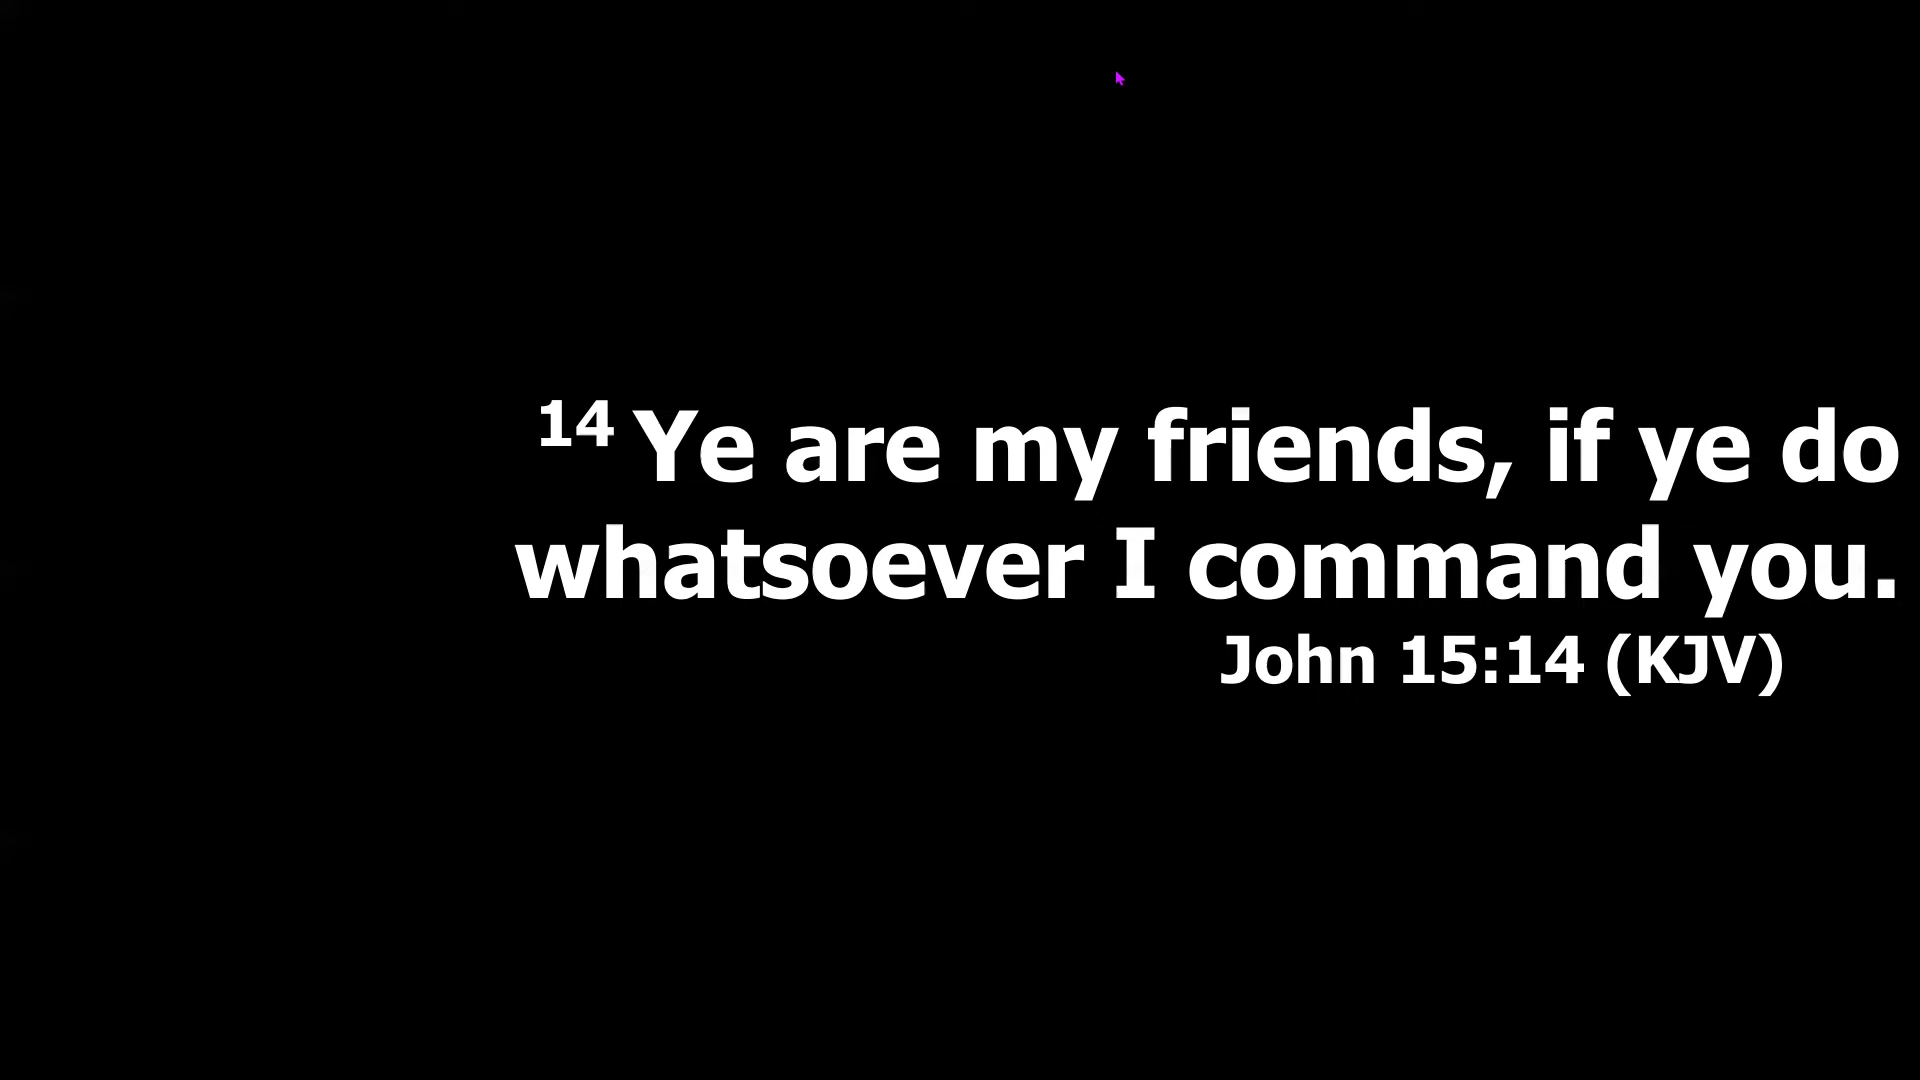 14 Ye are my friends, if ye do
whatsoever I command you.
John 15:14 (KJV)